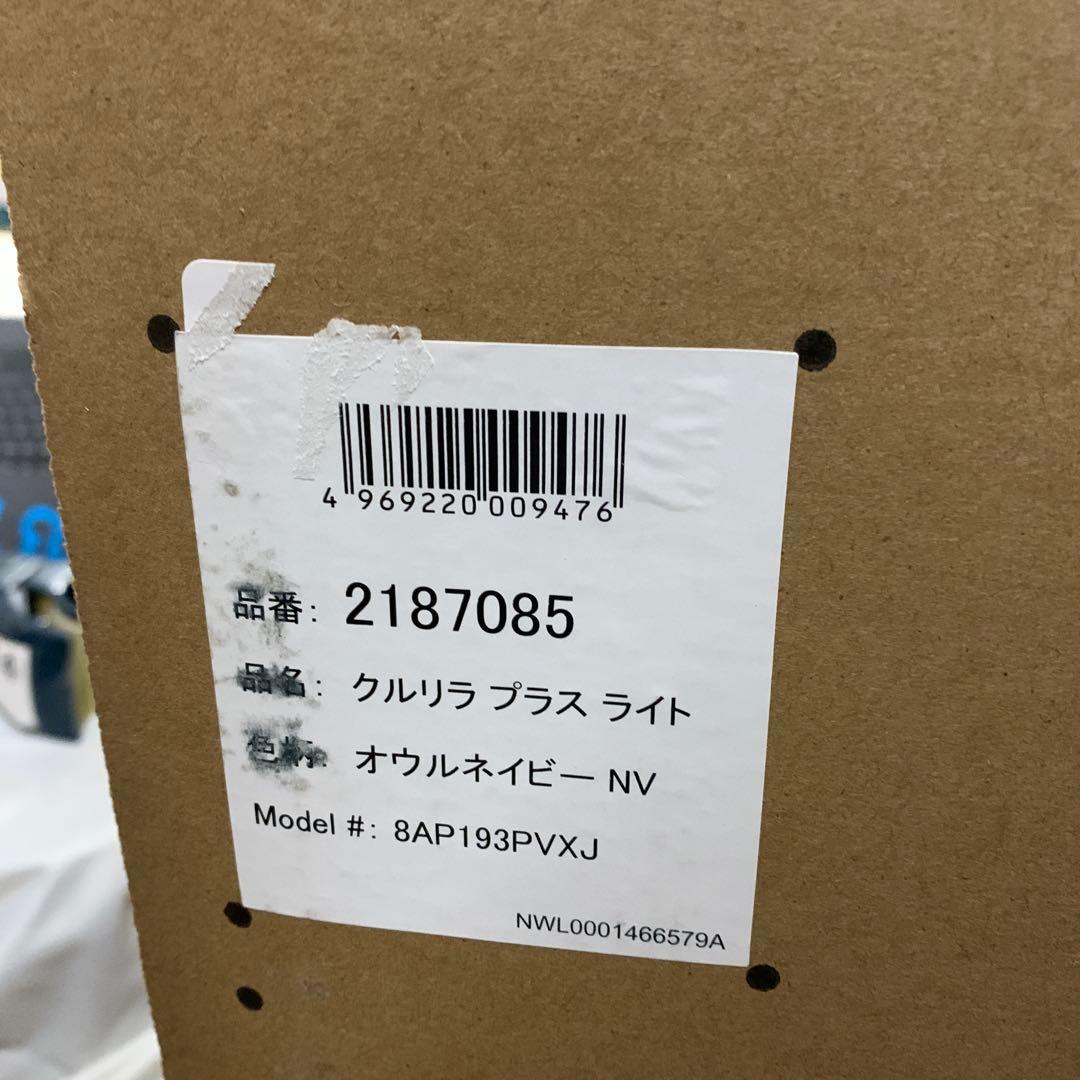 4 969220 009476
品番: 2187085
品名: クルリラ プラス ライト
色柄: オウルネイビー NV
Model #: 8AP193PVXJ
NWL0001466579A